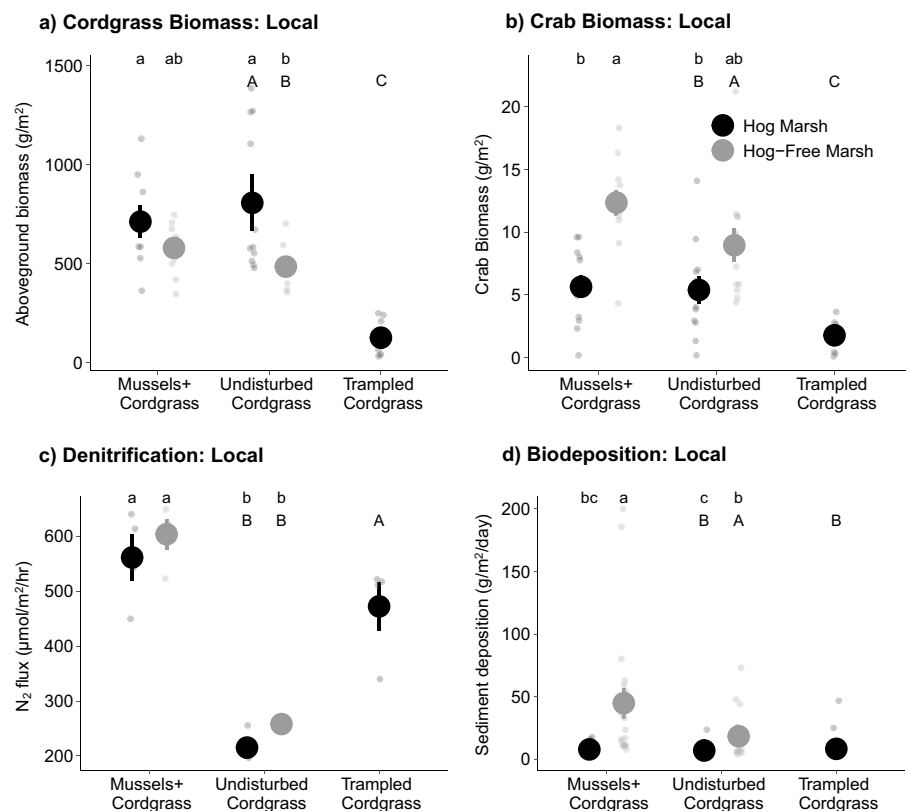 a) Cordgrass Biomass: Local
a ab a b
A B C
1500
1000
500
0
Aboveground biomass (g/m²)
Mussels+ Undisturbed Trampled
Cordgrass Cordgrass Cordgrass
b) Crab Biomass: Local
b a b ab
B A C
20
15
10
5
0
Crab Biomass (g/m²)
Hog Marsh
Hog-Free Marsh
Mussels+ Undisturbed Trampled
Cordgrass Cordgrass Cordgrass
c) Denitrification: Local
a a b b
B B A
600
500
400
300
200
N₂ flux (µmol/m²/hr)
Mussels+ Undisturbed Trampled
Cordgrass Cordgrass Cordgrass
d) Biodeposition: Local
bc a c b
B A B
200
150
100
50
0
Sediment deposition (g/m²/day)
Mussels+ Undisturbed Trampled
Cordgrass Cordgrass Cordgrass